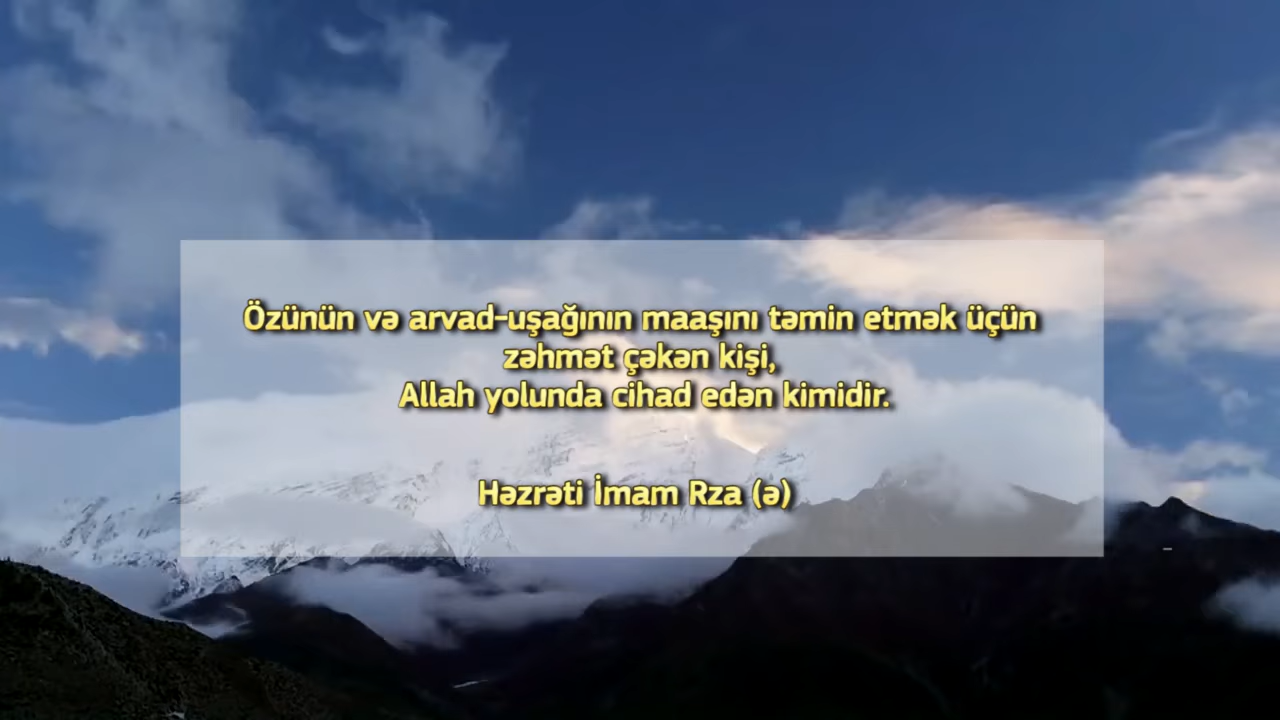 Özünün və arvad-uşağının maaşını təmin etmək üçün
zəhmət çəkən kişi,
Allah yolunda cihad edən kimidir.
Həzrəti İmam Rza (ə)